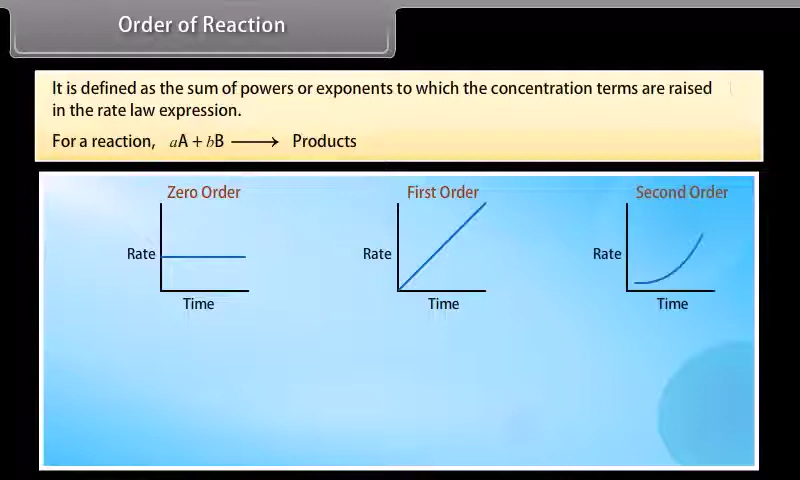 Order of Reaction
It is defined as the sum of powers or exponents to which the concentration terms are raised
in the rate law expression.
For a reaction, aA + bB ⟶ Products
Zero Order First Order Second Order
Rate Rate Rate
Time Time Time